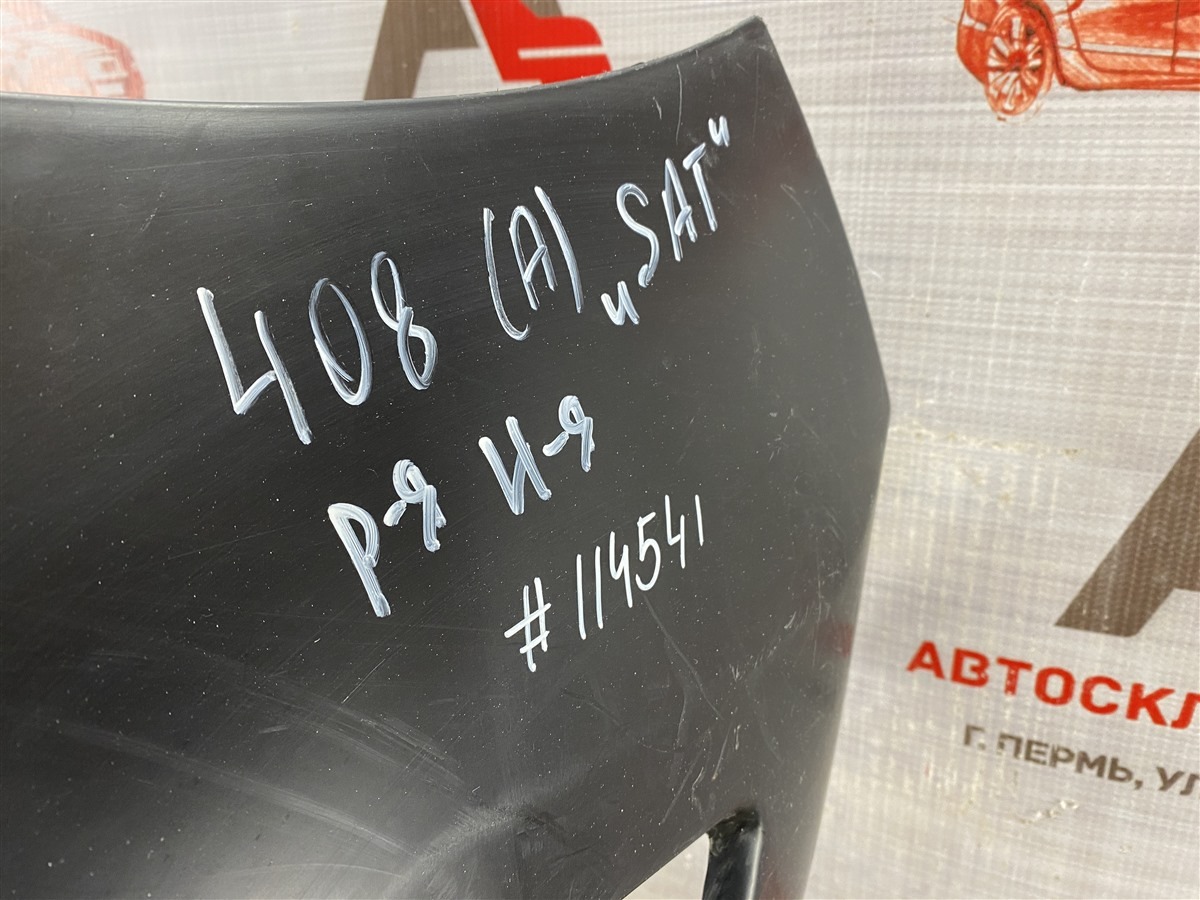 408 (А) „SAT“
Р-Я И-Я
#114541
АВТОСКЛ
Г. ПЕРМЬ, УЛ